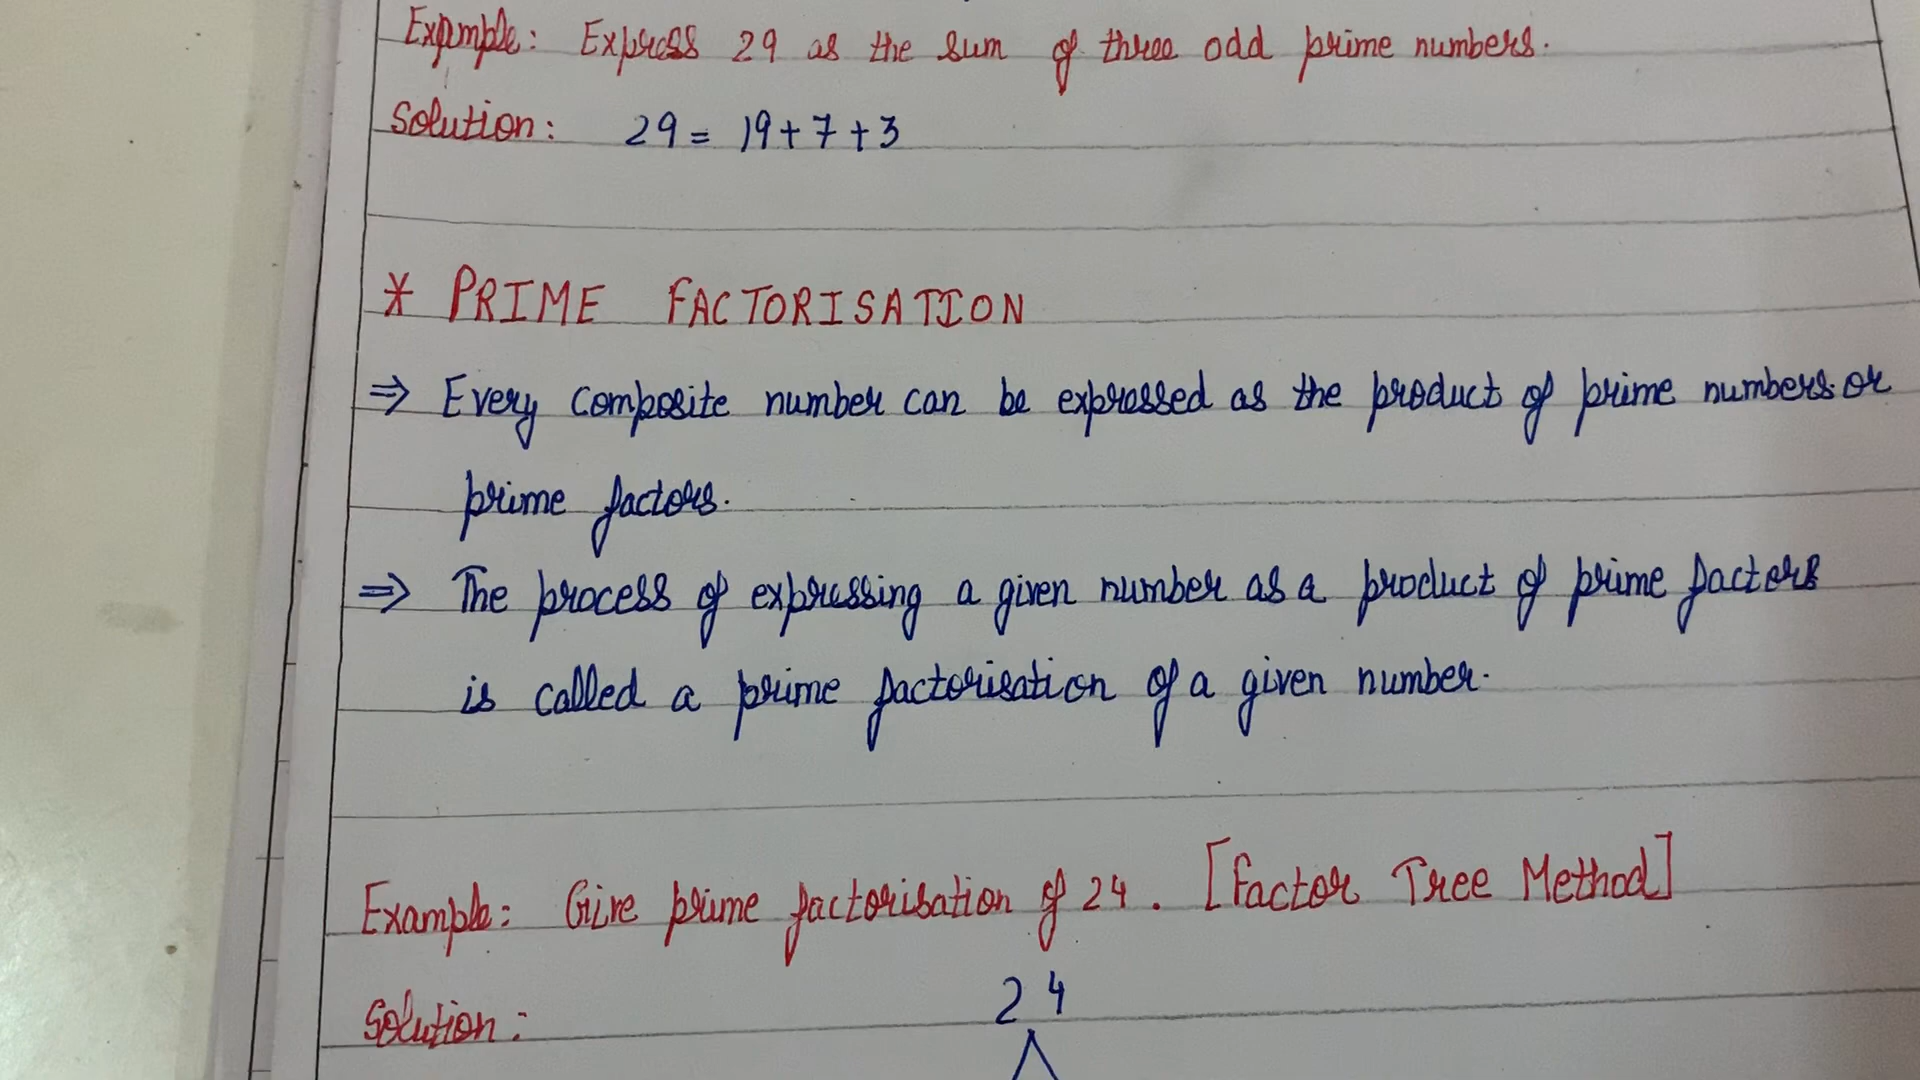 Example: Express 29 as the sum of three odd prime numbers.
Solution: 29 = 19+7+3
* PRIME FACTORISATION
⇒ Every composite number can be expressed as the product of prime numbers or
prime factors.
⇒ The process of expressing a given number as a product of prime factors
is called a prime factorisation of a given number.
Example: Give prime factorisation of 24. [Factor Tree Method]
Solution: 24